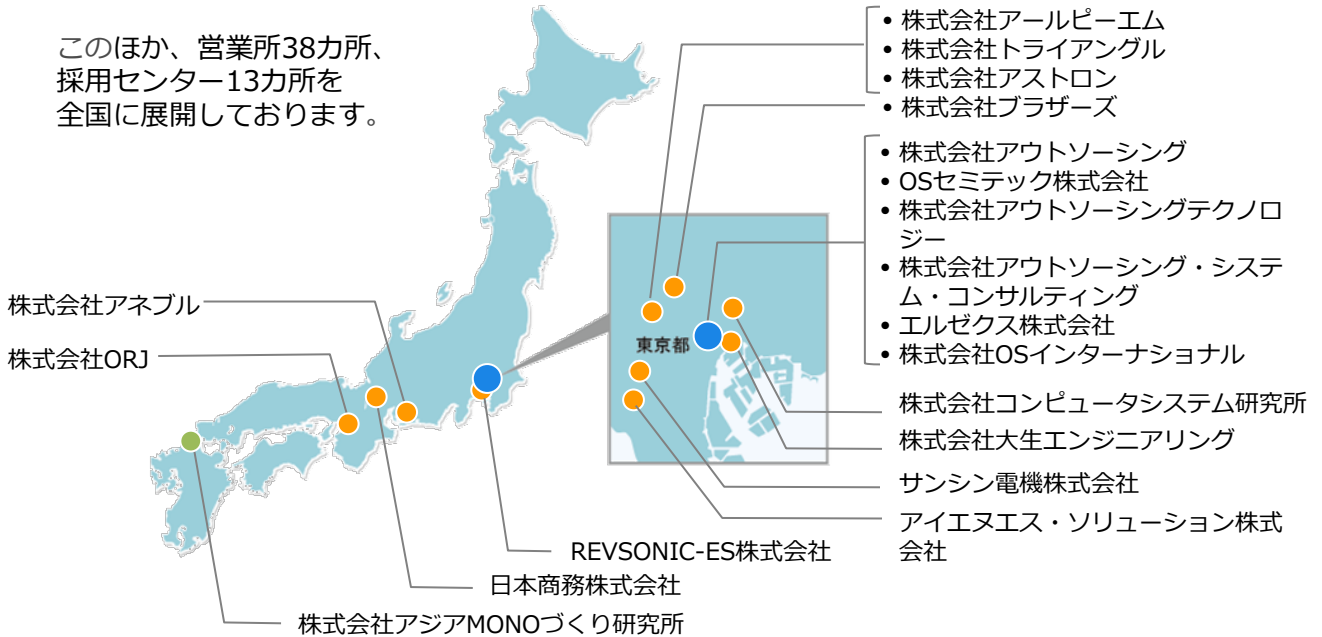 このほか、営業所38カ所、
採用センター13カ所を
全国に展開しております。
• 株式会社アールピーエム
• 株式会社トライアングル
• 株式会社アストロン
• 株式会社ブラザーズ
• 株式会社アウトソーシング
• OSセミテック株式会社
• 株式会社アウトソーシングテクノロ
ジー
• 株式会社アウトソーシング・システ
ム・コンサルティング
• エルゼクス株式会社
• 株式会社OSインターナショナル
株式会社コンピュータシステム研究所
株式会社大生エンジニアリング
サンシン電機株式会社
アイエヌエス・ソリューション株式
会社
東京都
株式会社アネブル
株式会社ORJ
REVSONIC-ES株式会社
日本商務株式会社
株式会社アジアMONOづくり研究所